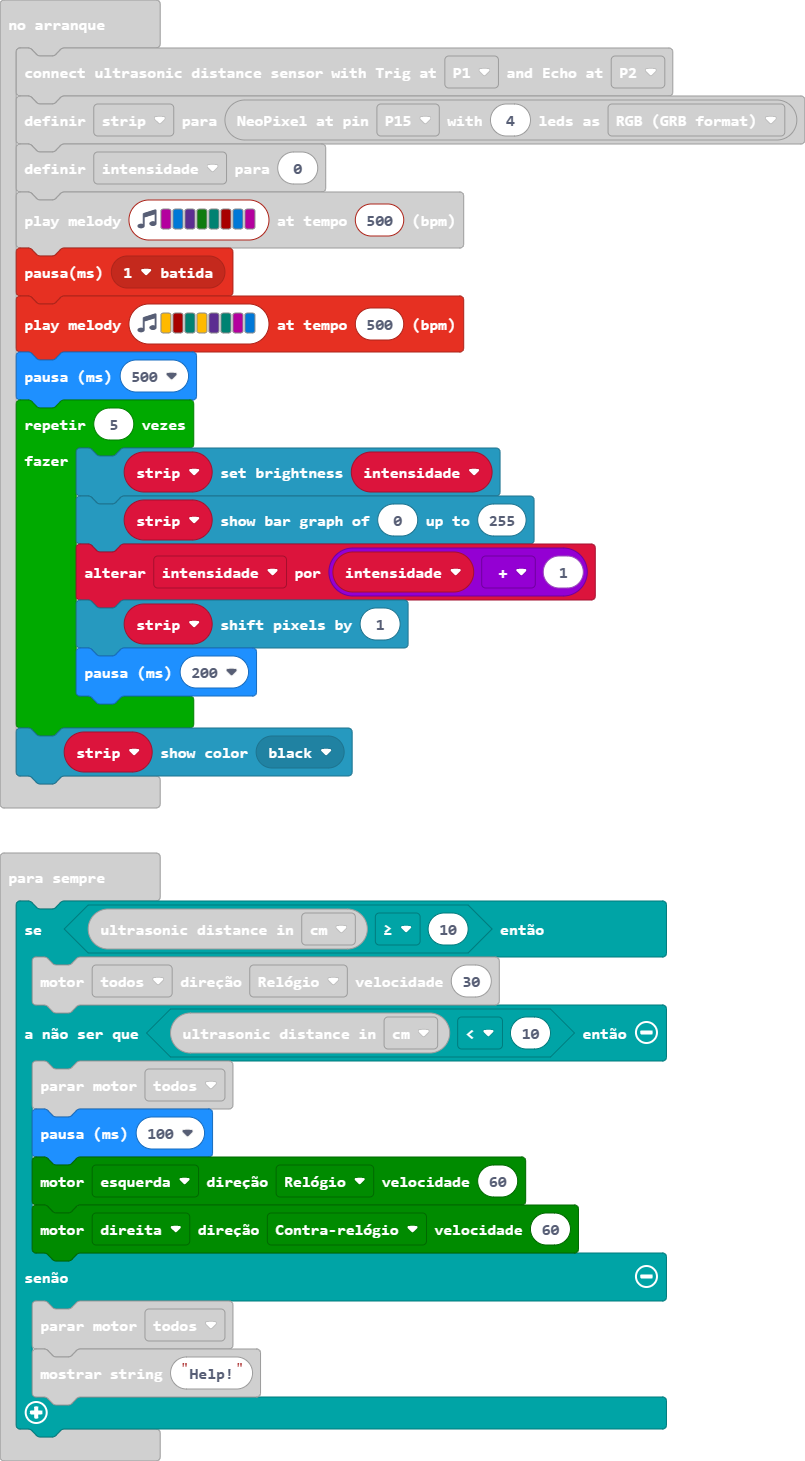 no arranque
connect ultrasonic distance sensor with Trig at P1 and Echo at P2
definir strip para NeoPixel at pin P15 with 4 leds as RGB (GRB format)
definir intensidade para 0
play melody at tempo 500 (bpm)
pausa(ms) 1 batida
play melody at tempo 500 (bpm)
pausa (ms) 500
repetir 5 vezes
fazer
strip set brightness intensidade
strip show bar graph of 0 up to 255
alterar intensidade por intensidade + 1
strip shift pixels by 1
pausa (ms) 200
strip show color black
para sempre
se ultrasonic distance in cm ≥ 10 então
motor todos direção Relógio velocidade 30
a não ser que ultrasonic distance in cm < 10 então
parar motor todos
pausa (ms) 100
motor esquerda direção Relógio velocidade 60
motor direita direção Contra-relógio velocidade 60
senão
parar motor todos
mostrar string "Help!"